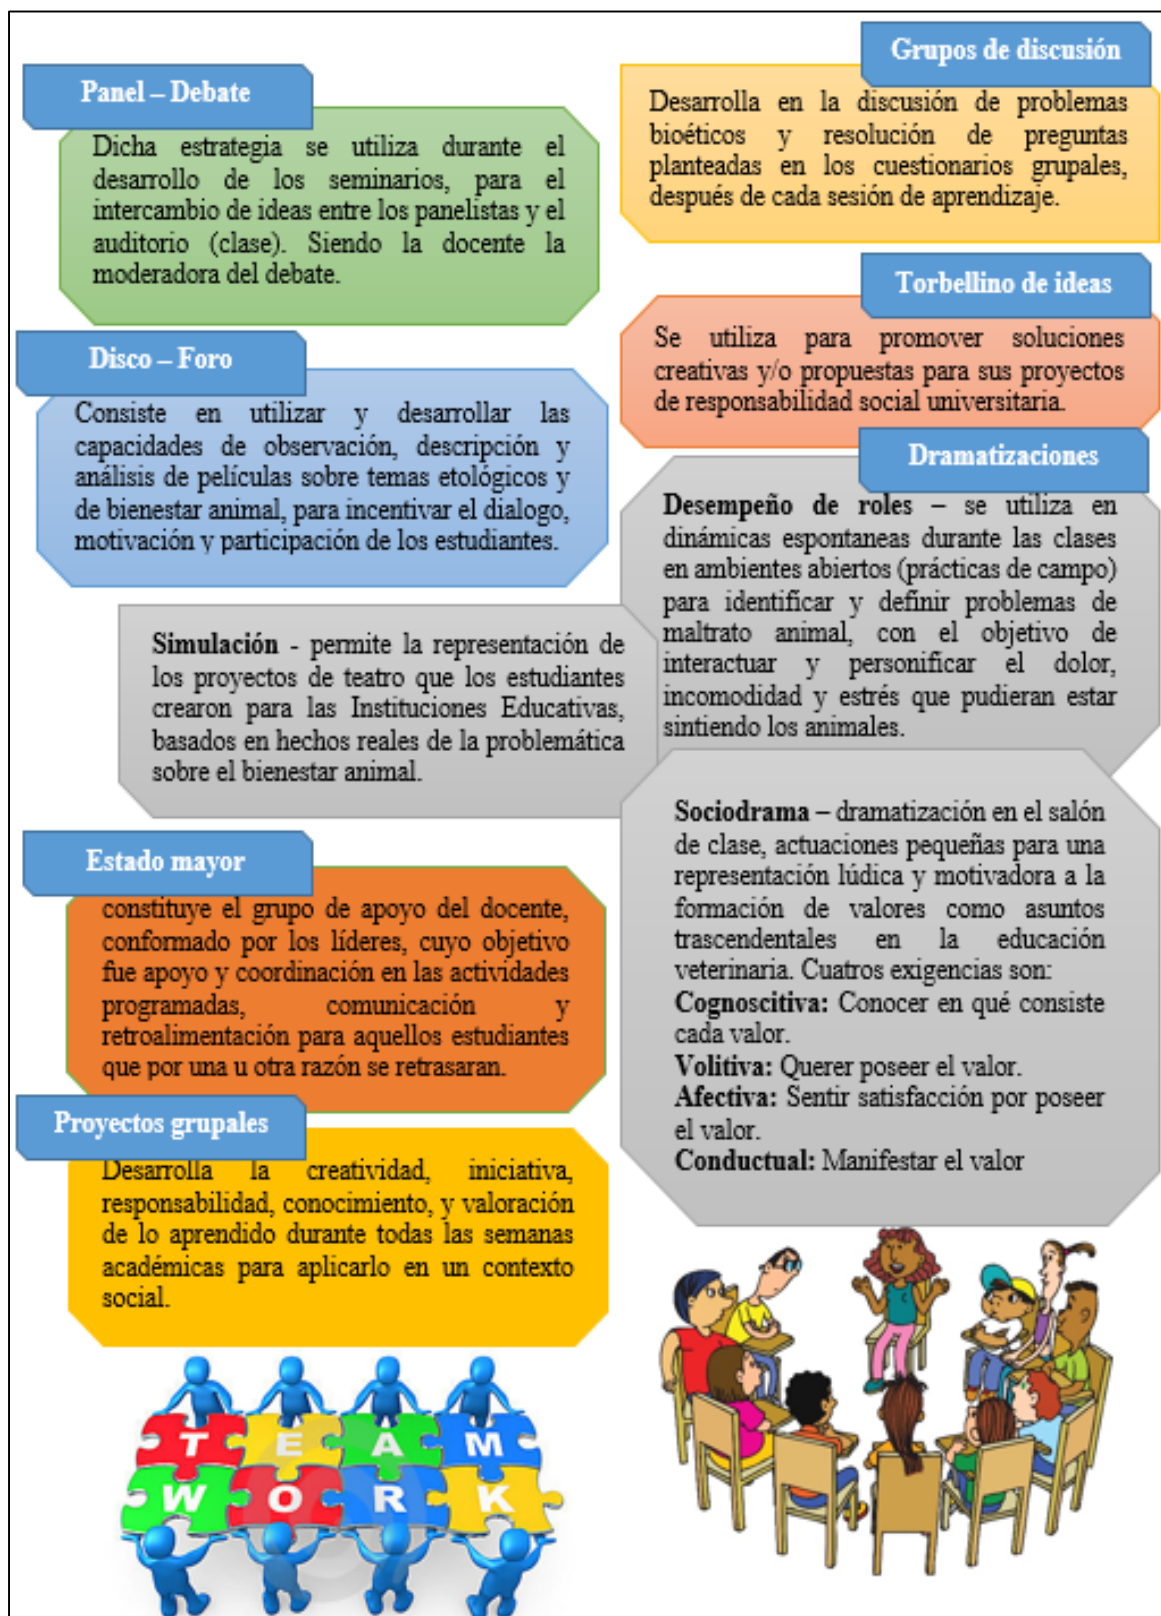 Panel – Debate
Dicha estrategia se utiliza durante el
desarrollo de los seminarios, para el
intercambio de ideas entre los panelistas y el
auditorio (clase). Siendo la docente la
moderadora del debate.
Disco – Foro
Consiste en utilizar y desarrollar las
capacidades de observación, descripción y
análisis de películas sobre temas etológicos y
de bienestar animal, para incentivar el dialogo,
motivación y participación de los estudiantes.
Simulación - permite la representación de
los proyectos de teatro que los estudiantes
crearon para las Instituciones Educativas,
basados en hechos reales de la problemática
sobre el bienestar animal.
Estado mayor
constituye el grupo de apoyo del docente,
conformado por los líderes, cuyo objetivo
fue apoyo y coordinación en las actividades
programadas, comunicación y
retroalimentación para aquellos estudiantes
que por una u otra razón se retrasaran.
Proyectos grupales
Desarrolla la creatividad, iniciativa,
responsabilidad, conocimiento, y valoración
de lo aprendido durante todas las semanas
académicas para aplicarlo en un contexto
social.
TEAM
WORK
Grupos de discusión
Desarrolla en la discusión de problemas
bioéticos y resolución de preguntas
planteadas en los cuestionarios grupales,
después de cada sesión de aprendizaje.
Torbellino de ideas
Se utiliza para promover soluciones
creativas y/o propuestas para sus proyectos
de responsabilidad social universitaria.
Dramatizaciones
Desempeño de roles – se utiliza en
dinámicas espontaneas durante las clases
en ambientes abiertos (prácticas de campo)
para identificar y definir problemas de
maltrato animal, con el objetivo de
interactuar y personificar el dolor,
incomodidad y estrés que pudieran estar
sintiendo los animales.
Sociodrama – dramatización en el salón
de clase, actuaciones pequeñas para una
representación lúdica y motivadora a la
formación de valores como asuntos
trascendentales en la educación
veterinaria. Cuatros exigencias son:
Cognoscitiva: Conocer en qué consiste
cada valor.
Volitiva: Querer poseer el valor.
Afectiva: Sentir satisfacción por poseer
el valor.
Conductual: Manifestar el valor